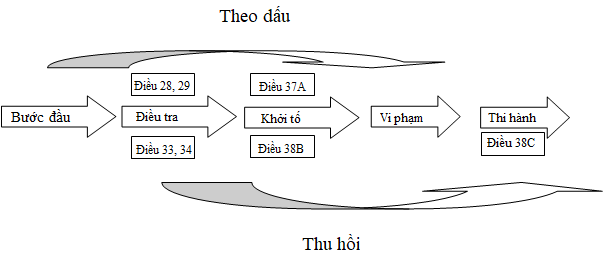 Theo dấu
Điều 28, 29
Điều 37A
Bước đầu
Điều tra
Khởi tố
Vi phạm
Thi hành
Điều 33, 34
Điều 38B
Điều 38C
Thu hồi